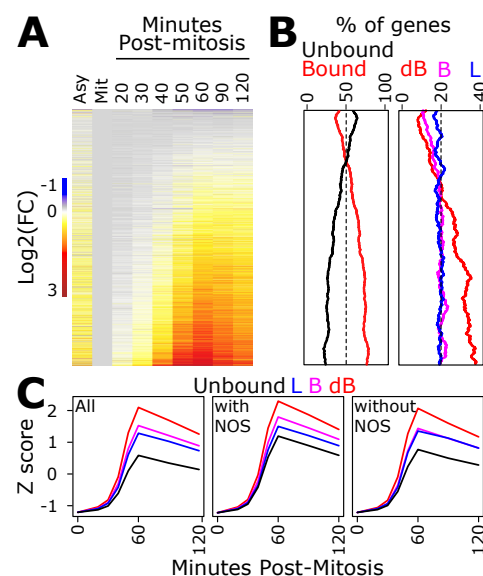 A
Minutes
Post-mitosis
Asy
Mit
20
30
40
50
60
90
120
-1
0
3
Log2(FC)
B
% of genes
Unbound
Bound
dB
B
L
0
50
100
0
20
40
C
Unbound L B dB
All
with
NOS
without
NOS
Z score
2
1
0
-1
0
60
120
0
60
120
0
60
120
Minutes Post-Mitosis